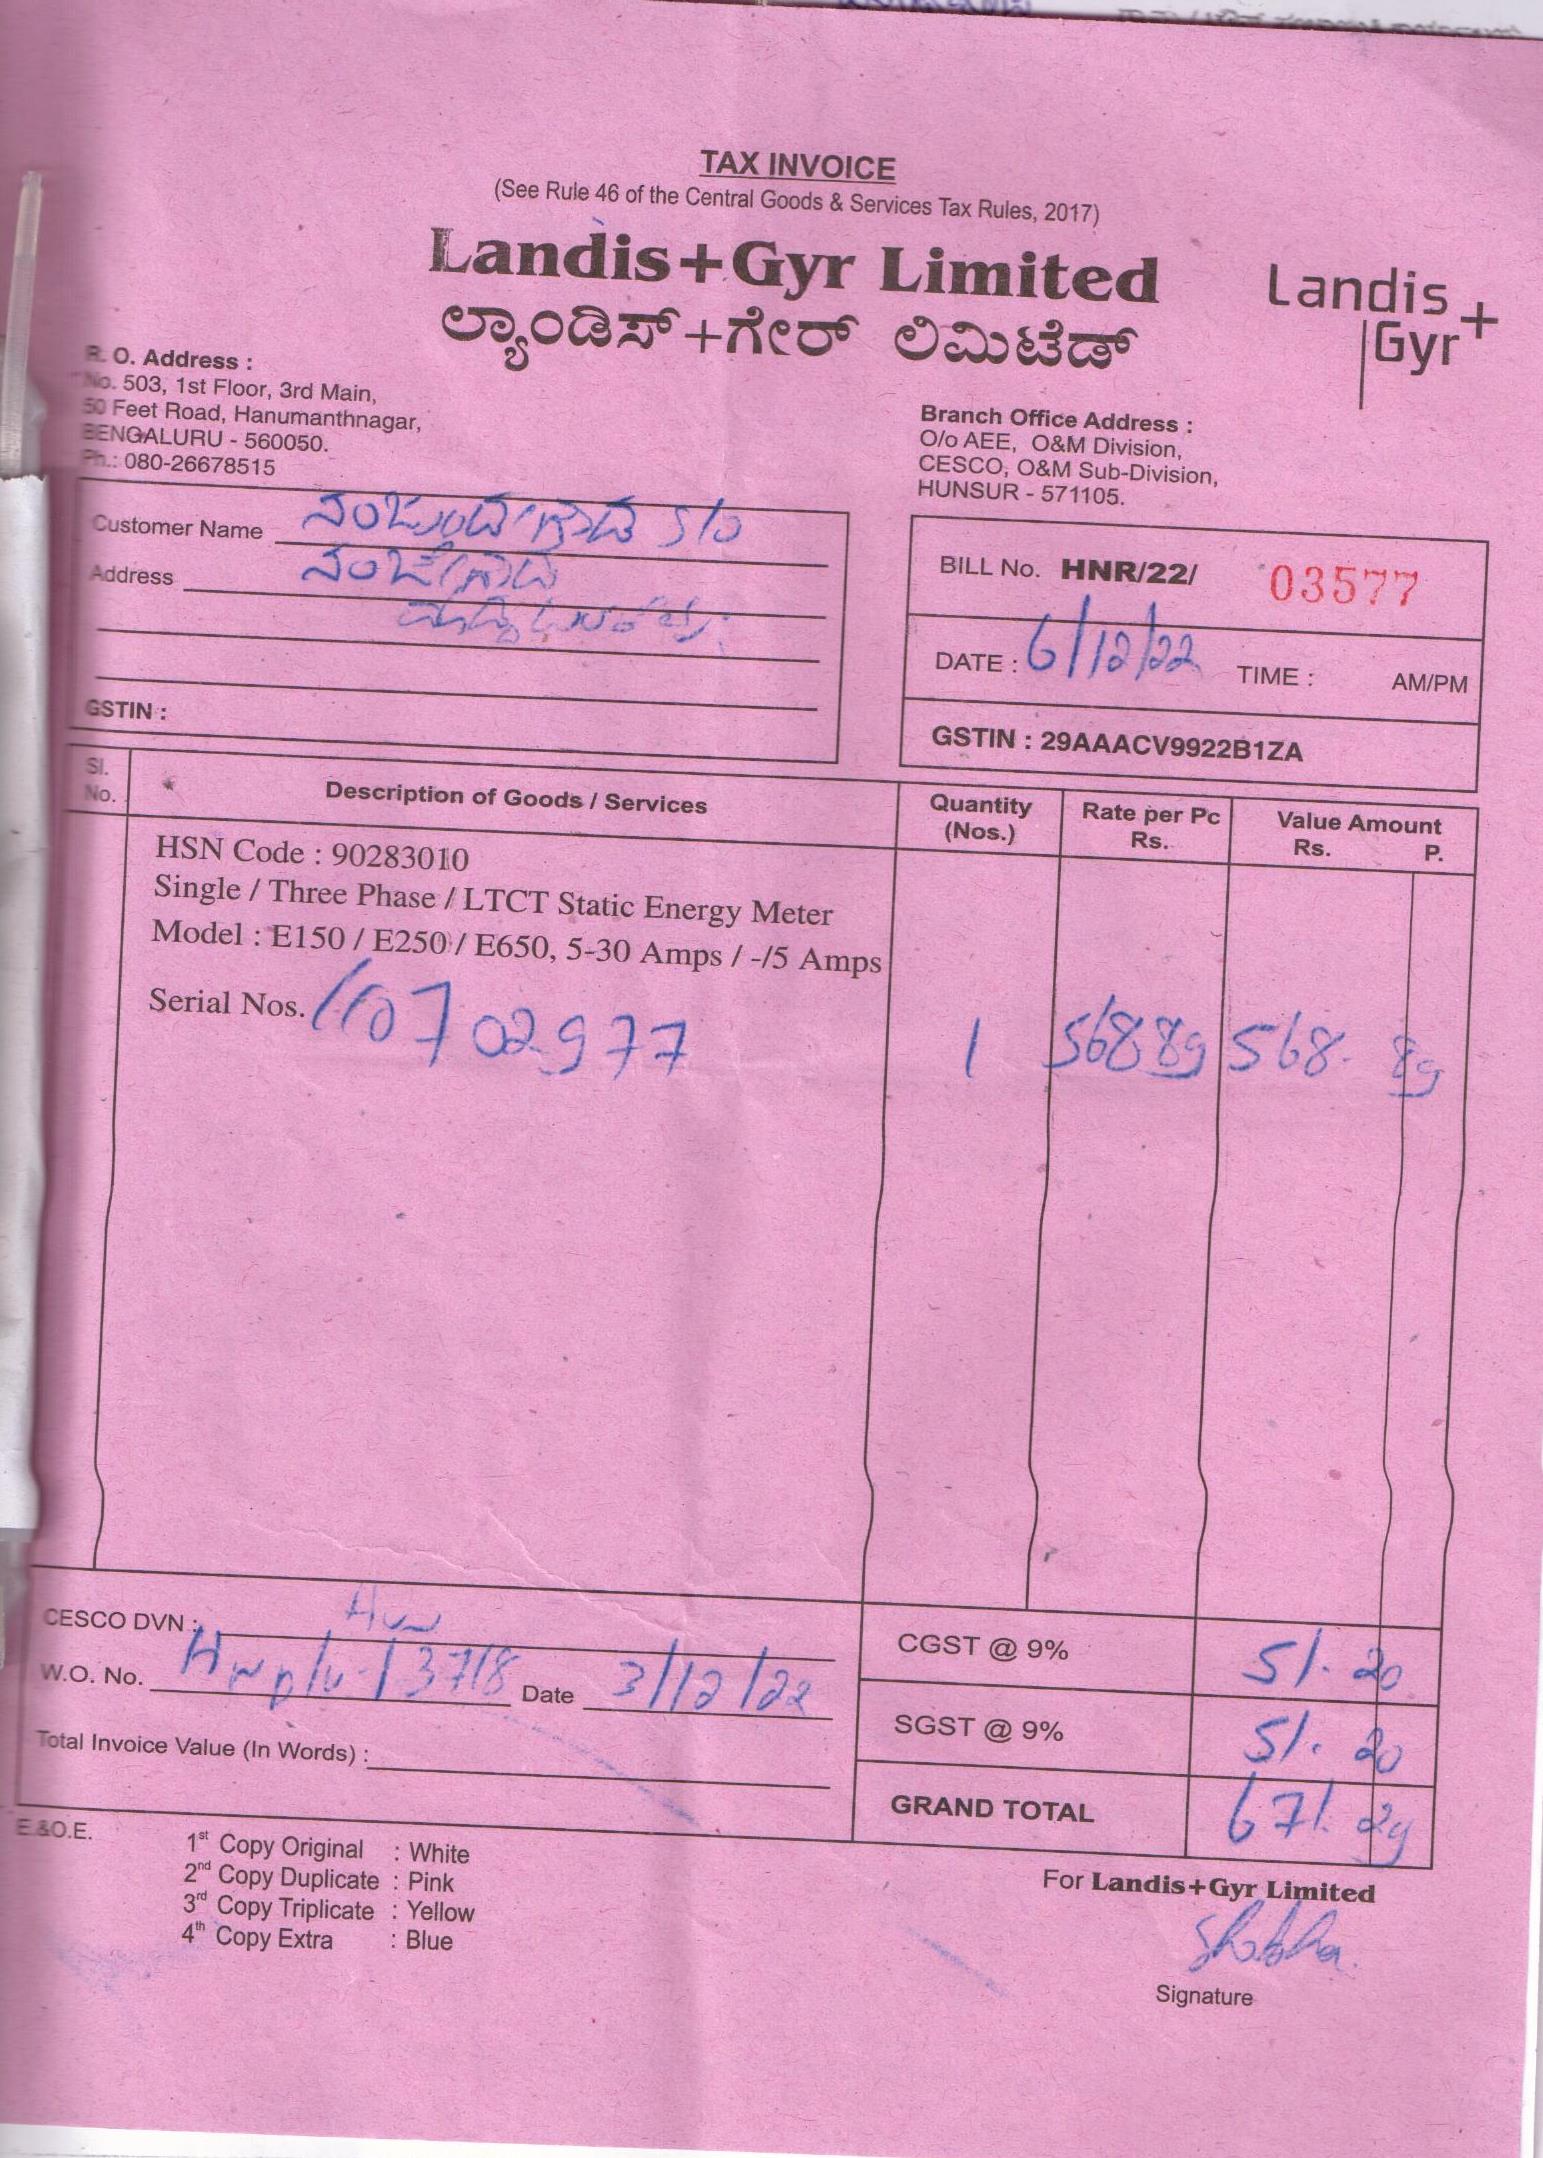 TAX INVOICE
(See Rule 46 of the Central Goods & Services Tax Rules, 2017)
Landis+Gyr Limited
ಲ್ಯಾಂಡಿಸ್+ಗೇರ್ ಲಿಮಿಟೆಡ್
Landis+
Gyr
R. O. Address :
No. 503, 1st Floor, 3rd Main,
50 Feet Road, Hanumanthnagar,
BENGALURU - 560050.
Ph.: 080-26678515
Branch Office Address :
O/o AEE, O&M Division,
CESCO, O&M Sub-Division,
HUNSUR - 571105.
Customer Name ನಂಜುಂಡೇಗೌಡ S/o
Address ನಂಜೇಗೌಡ
GSTIN :
BILL No. HNR/22/ 03577
DATE : 6/12/22 TIME : AM/PM
GSTIN : 29AAACV9922B1ZA
Sl. No. Description of Goods / Services Quantity (Nos.) Rate per Pc Rs. Value Amount Rs. P.
HSN Code : 90283010
Single / Three Phase / LTCT Static Energy Meter
Model : E150 / E250 / E650, 5-30 Amps / -/5 Amps
Serial Nos. 110702977 1 568 89 568. 89
CESCO DVN :
W.O. No. Date 3/12/22
Total Invoice Value (In Words) :
CGST @ 9% 51. 20
SGST @ 9% 51. 20
GRAND TOTAL 671. 29
E.&O.E.
1st Copy Original : White
2nd Copy Duplicate : Pink
3rd Copy Triplicate : Yellow
4th Copy Extra : Blue
For Landis+Gyr Limited
Shobha.
Signature